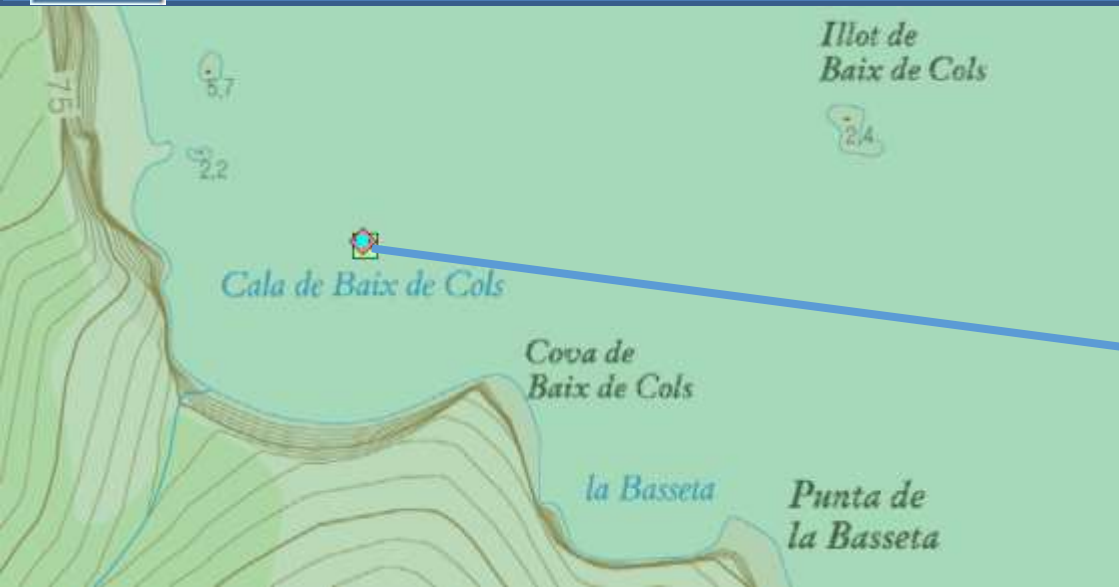 Illot de
Baix de Cols
75
5,7
2,4
2,2
Cala de Baix de Cols
Cova de
Baix de Cols
la Basseta
Punta de
la Basseta